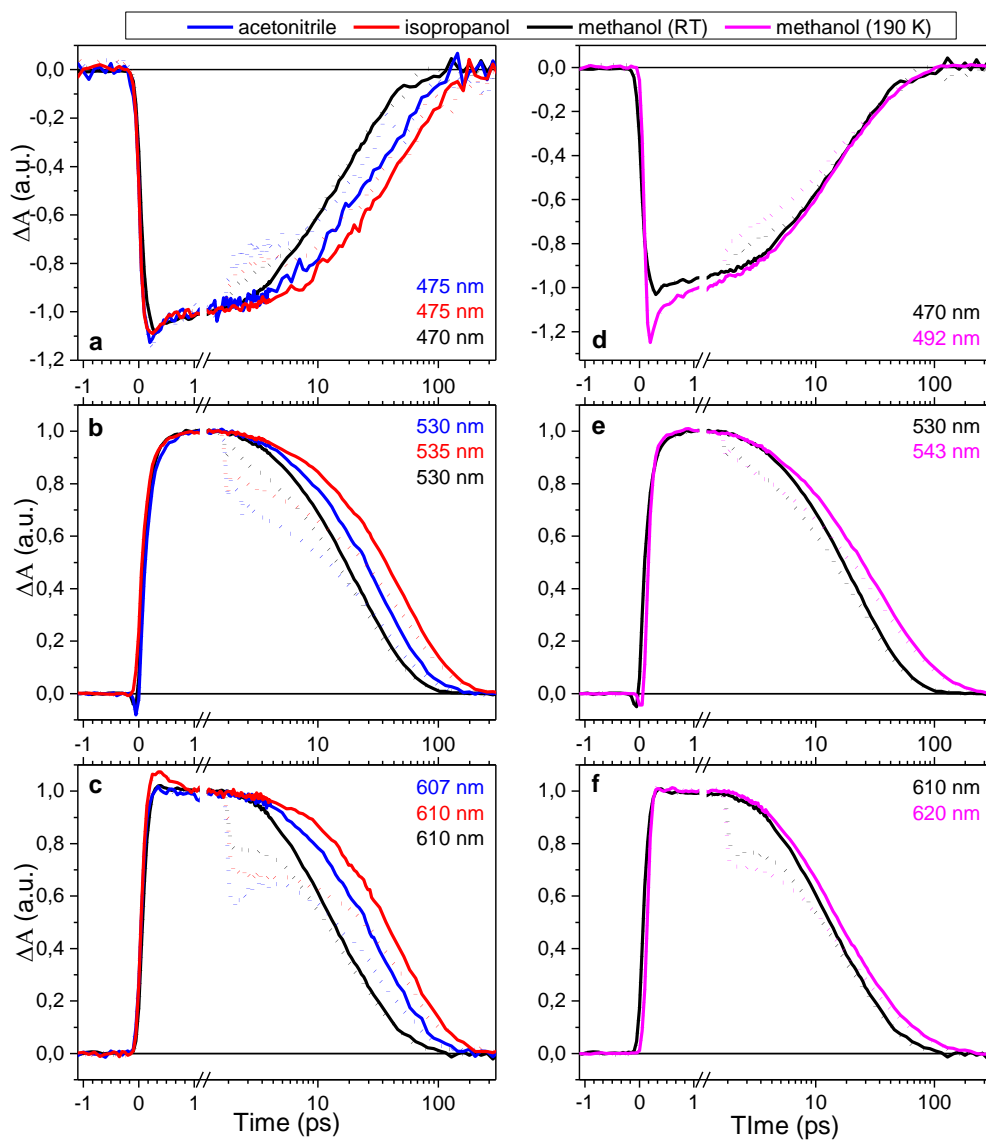 acetonitrile isopropanol methanol (RT) methanol (190 K)
0,0
-0,2
-0,4
-0,6
-0,8
-1,0
-1,2
ΔA (a.u.)
475 nm
475 nm
470 nm
a
-1 0 1 10 100
0,0
-0,2
-0,4
-0,6
-0,8
-1,0
-1,2
ΔA (a.u.)
470 nm
492 nm
d
-1 0 1 10 100
b
1,0
0,8
0,6
0,4
0,2
0,0
ΔA (a.u.)
530 nm
535 nm
530 nm
-1 0 1 10 100
e
1,0
0,8
0,6
0,4
0,2
0,0
ΔA (a.u.)
530 nm
543 nm
-1 0 1 10 100
c
1,0
0,8
0,6
0,4
0,2
0,0
ΔA (a.u.)
607 nm
610 nm
610 nm
-1 0 1 10 100
Time (ps)
f
1,0
0,8
0,6
0,4
0,2
0,0
ΔA (a.u.)
610 nm
620 nm
-1 0 1 10 100
TIme (ps)